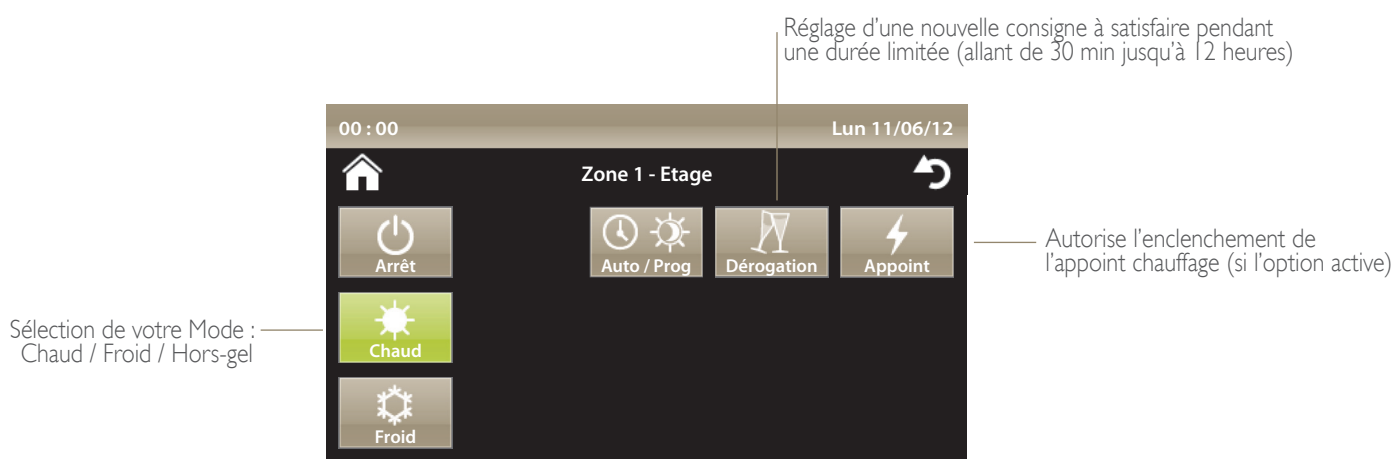 Réglage d'une nouvelle consigne à satisfaire pendant
une durée limitée (allant de 30 min jusqu'à 12 heures)
00 : 00
Lun 11/06/12
Zone 1 - Etage
Arrêt
Auto / Prog
Dérogation
Appoint
Autorise l'enclenchement de
l'appoint chauffage (si l'option active)
Sélection de votre Mode :
Chaud / Froid / Hors-gel
Chaud
Froid